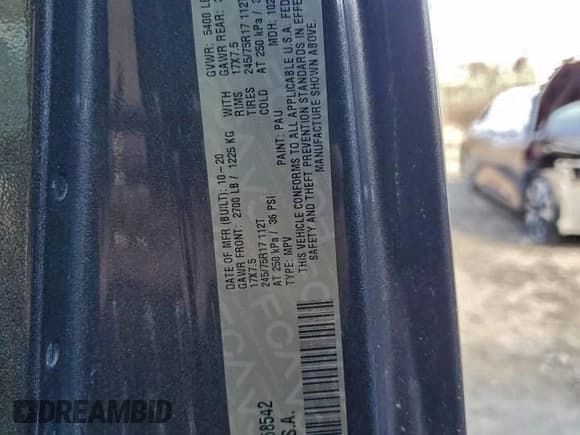 DATE OF MFR (BUILT): 10-20 GVWR: 5400 LB
GAWR FRONT: 2700 LB / 1225 KG WITH GAWR REAR:
17X7.5 RIMS 17X7.5
245/75R17 112T TIRES 245/75R17 112T
AT 250 kPa / 36 PSI COLD AT 250 kPa /
TYPE: MPV PAINT: PAU MDH: 102
THIS VEHICLE CONFORMS TO ALL APPLICABLE U.S.A. FED
SAFETY AND THEFT PREVENTION STANDARDS IN EFFE
MANUFACTURE SHOWN ABOVE.
68542
S.A.
DREAMBID